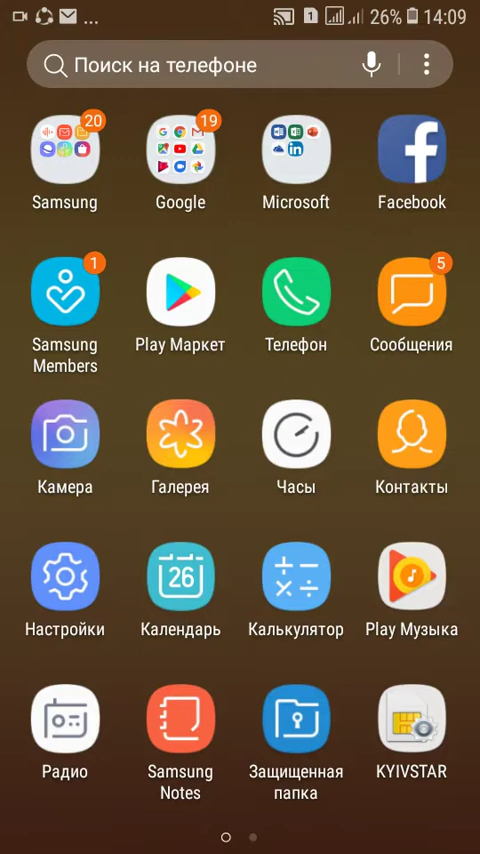 ... 1 26% 14:09
Поиск на телефоне
20 19
Samsung Google Microsoft Facebook
1 5
Samsung Members Play Маркет Телефон Сообщения
Камера Галерея Часы Контакты
26
Настройки Календарь Калькулятор Play Музыка
Радио Samsung Notes Защищенная папка KYIVSTAR